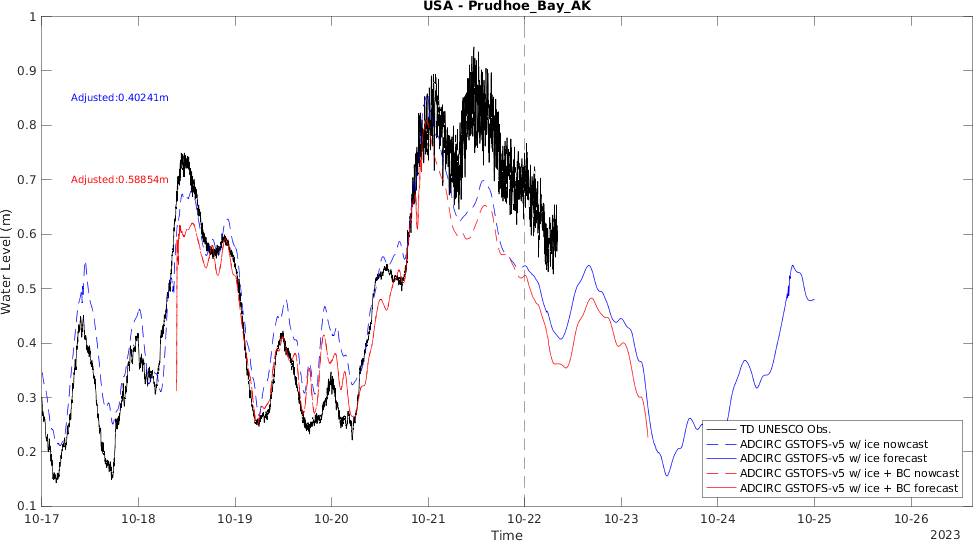 USA - Prudhoe_Bay_AK
Water Level (m)
1
0.9
0.8
0.7
0.6
0.5
0.4
0.3
0.2
0.1
Adjusted:0.40241m
Adjusted:0.58854m
TD UNESCO Obs.
ADCIRC GSTOFS-v5 w/ ice nowcast
ADCIRC GSTOFS-v5 w/ ice forecast
ADCIRC GSTOFS-v5 w/ ice + BC nowcast
ADCIRC GSTOFS-v5 w/ ice + BC forecast
10-17 10-18 10-19 10-20 10-21 10-22 10-23 10-24 10-25 10-26
Time
2023